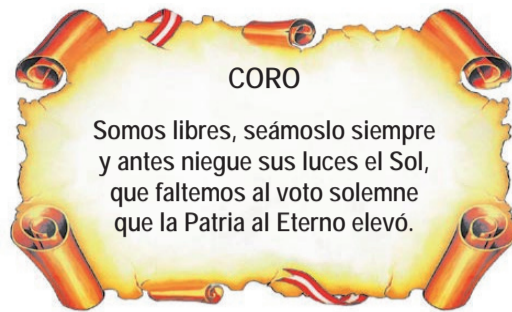 CORO
Somos libres, seámoslo siempre
y antes niegue sus luces el Sol,
que faltemos al voto solemne
que la Patria al Eterno elevó.